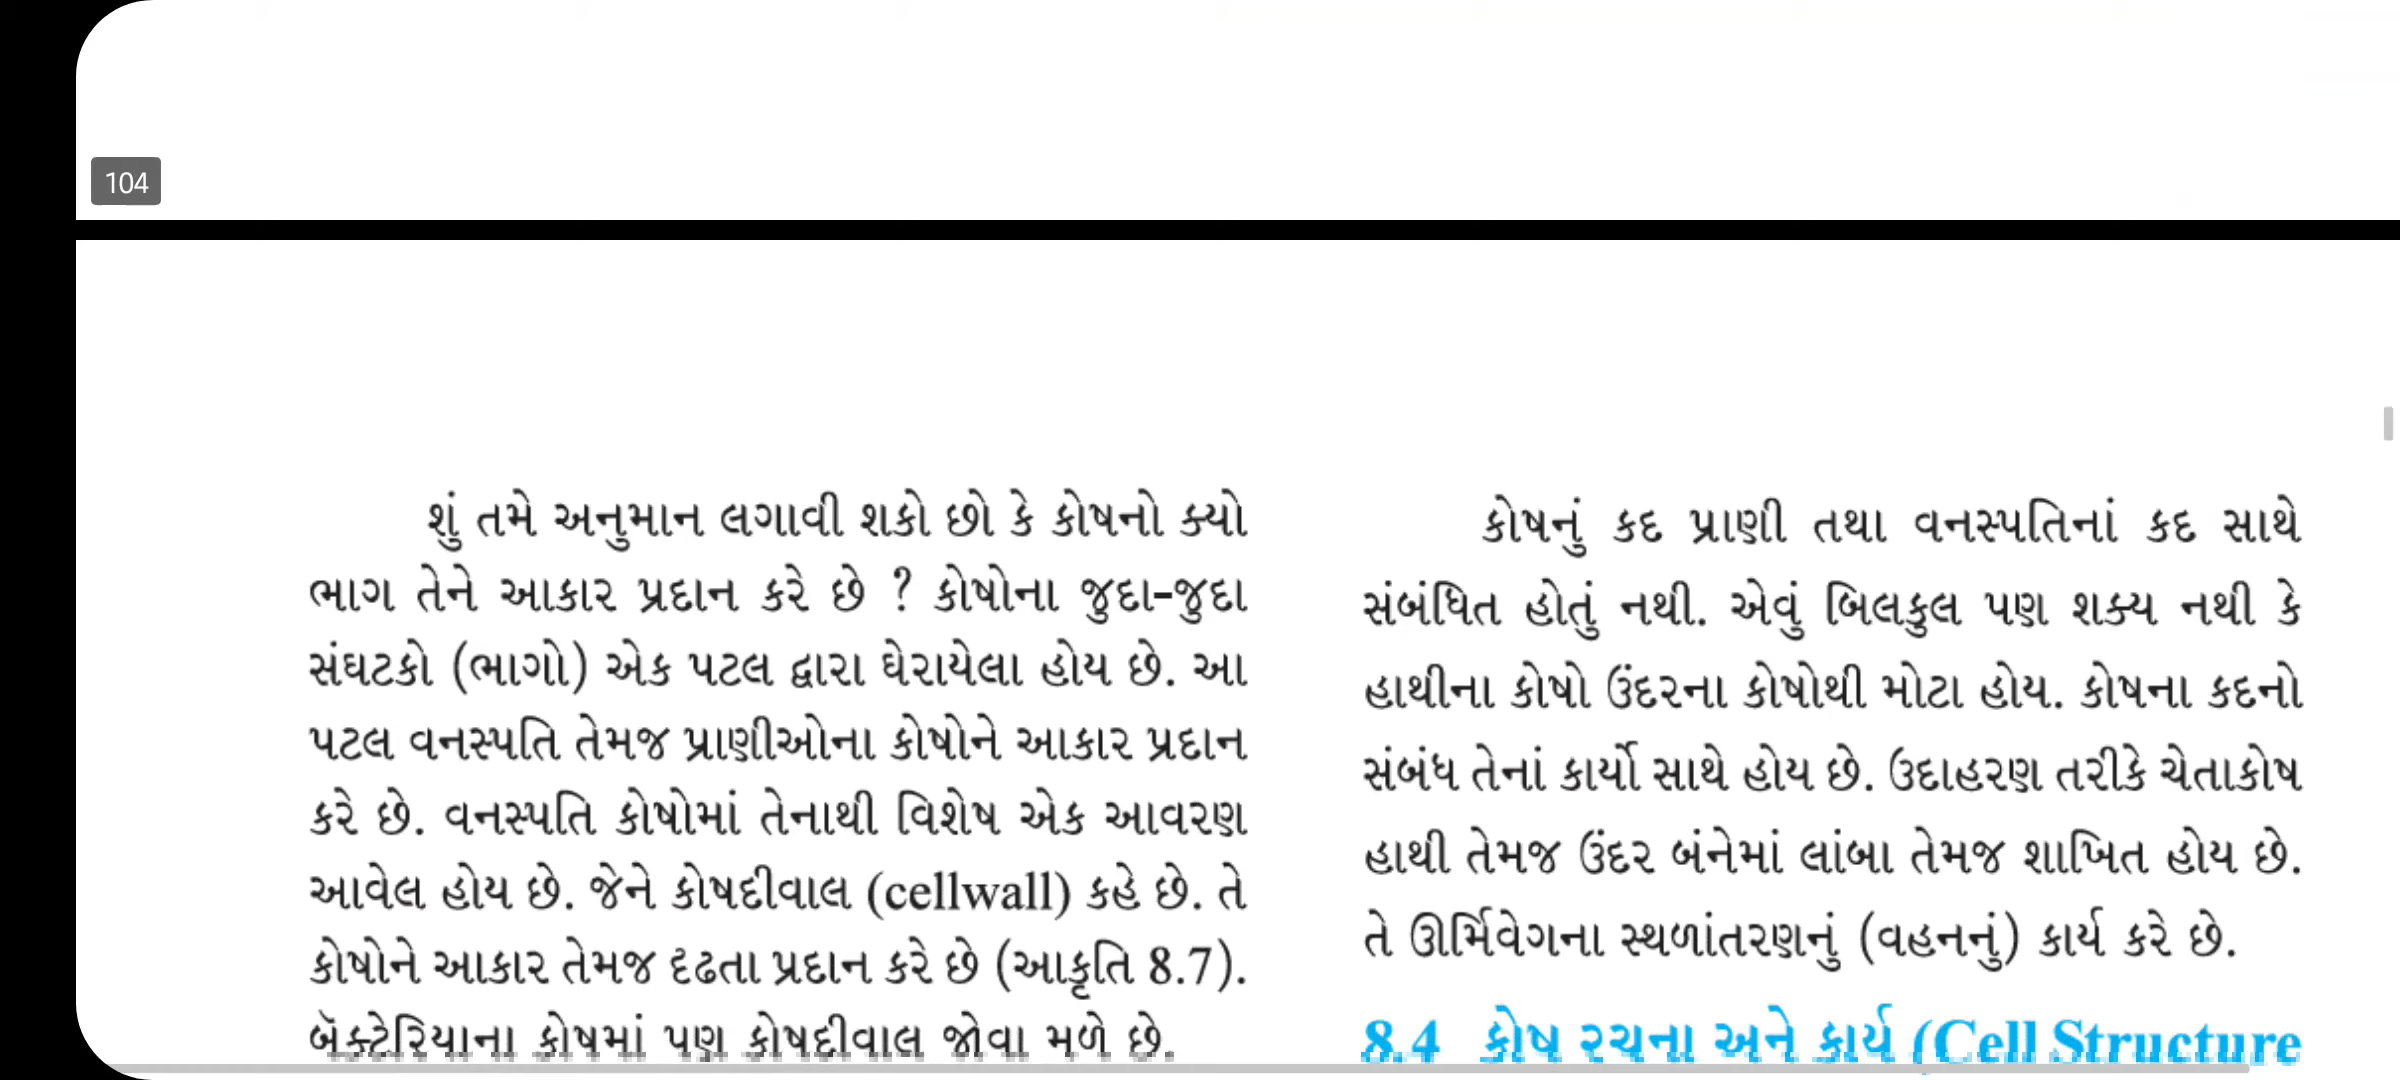 104
શું તમે અનુમાન લગાવી શકો છો કે કોષનો ક્યો
ભાગ તેને આકાર પ્રદાન કરે છે ? કોષોના જુદા-જુદા
સંઘટકો (ભાગો) એક પટલ દ્વારા ઘેરાયેલા હોય છે. આ
પટલ વનસ્પતિ તેમજ પ્રાણીઓના કોષોને આકાર પ્રદાન
કરે છે. વનસ્પતિ કોષોમાં તેનાથી વિશેષ એક આવરણ
આવેલ હોય છે. જેને કોષદીવાલ (cellwall) કહે છે. તે
કોષોને આકાર તેમજ દૃઢતા પ્રદાન કરે છે (આકૃતિ 8.7).
બૅક્ટેરિયાના કોષમાં પણ કોષદીવાલ જોવા મળે છે.
કોષનું કદ પ્રાણી તથા વનસ્પતિનાં કદ સાથે
સંબંધિત હોતું નથી. એવું બિલકુલ પણ શક્ય નથી કે
હાથીના કોષો ઉંદરના કોષોથી મોટા હોય. કોષના કદનો
સંબંધ તેનાં કાર્યો સાથે હોય છે. ઉદાહરણ તરીકે ચેતાકોષ
હાથી તેમજ ઉંદર બંનેમાં લાંબા તેમજ શાખિત હોય છે.
તે ઊર્મિવેગના સ્થળાંતરણનું (વહનનું) કાર્ય કરે છે.
8.4 કોષ રચના અને કાર્ય (Cell Structure